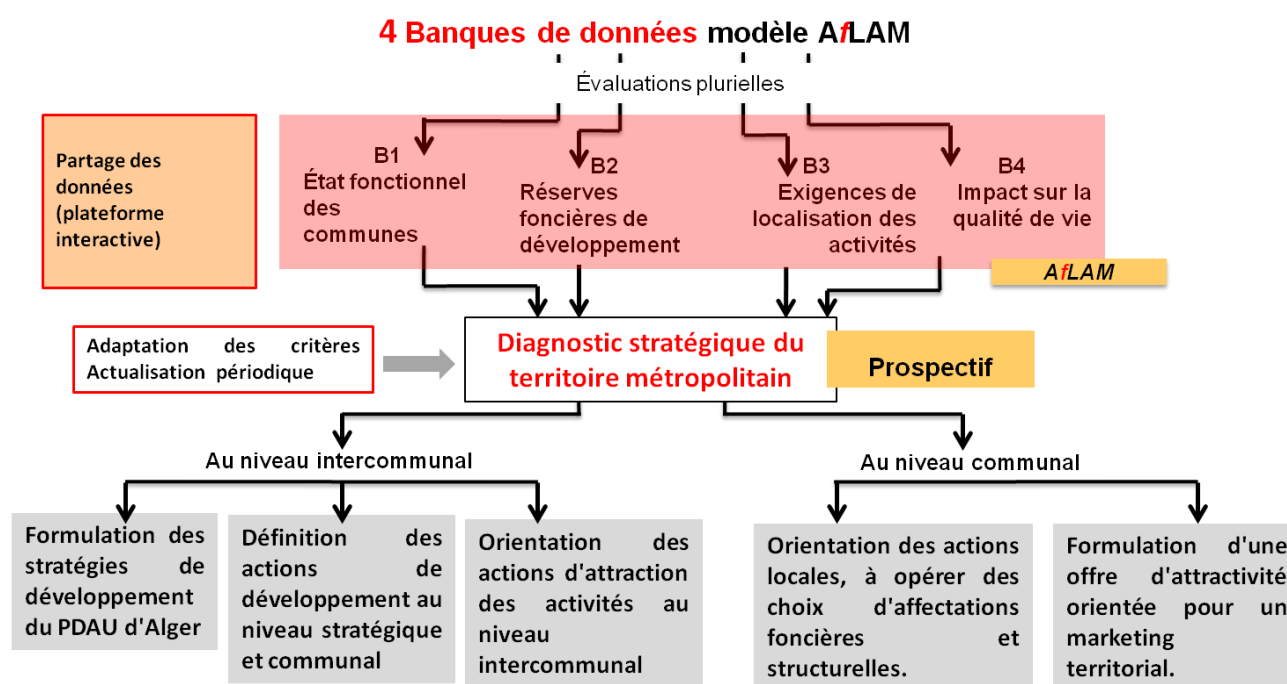 4 Banques de données modèle AfLAM
Évaluations plurielles
Partage des
données
(plateforme
interactive)
B1
État fonctionnel
des
communes
B2
Réserves
foncières de
développement
B3
Exigences de
localisation des
activités
B4
Impact sur la
qualité de vie
AfLAM
Adaptation des critères
Actualisation périodique
Diagnostic stratégique du
territoire métropolitain
Prospectif
Au niveau intercommunal
Au niveau communal
Formulation des
stratégies de
développement
du PDAU d'Alger
Définition des
actions de
développement au
niveau stratégique
et communal
Orientation des
actions d'attraction
des activités au
niveau
intercommunal
Orientation des actions
locales, à opérer des
choix d'affectations
foncières et
structurelles.
Formulation d'une
offre d'attractivité
orientée pour un
marketing
territorial.